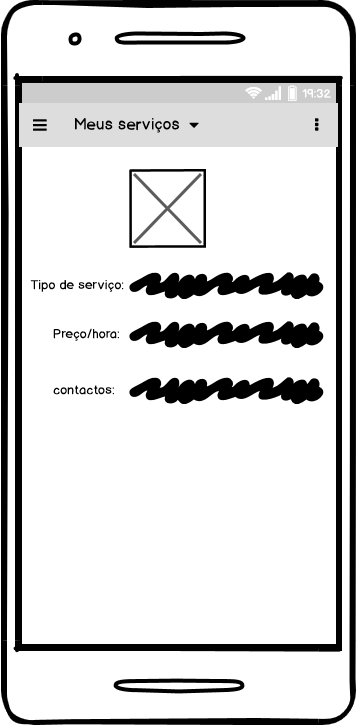 19:32
Meus serviços
Tipo de serviço:
Preço/hora:
contactos: